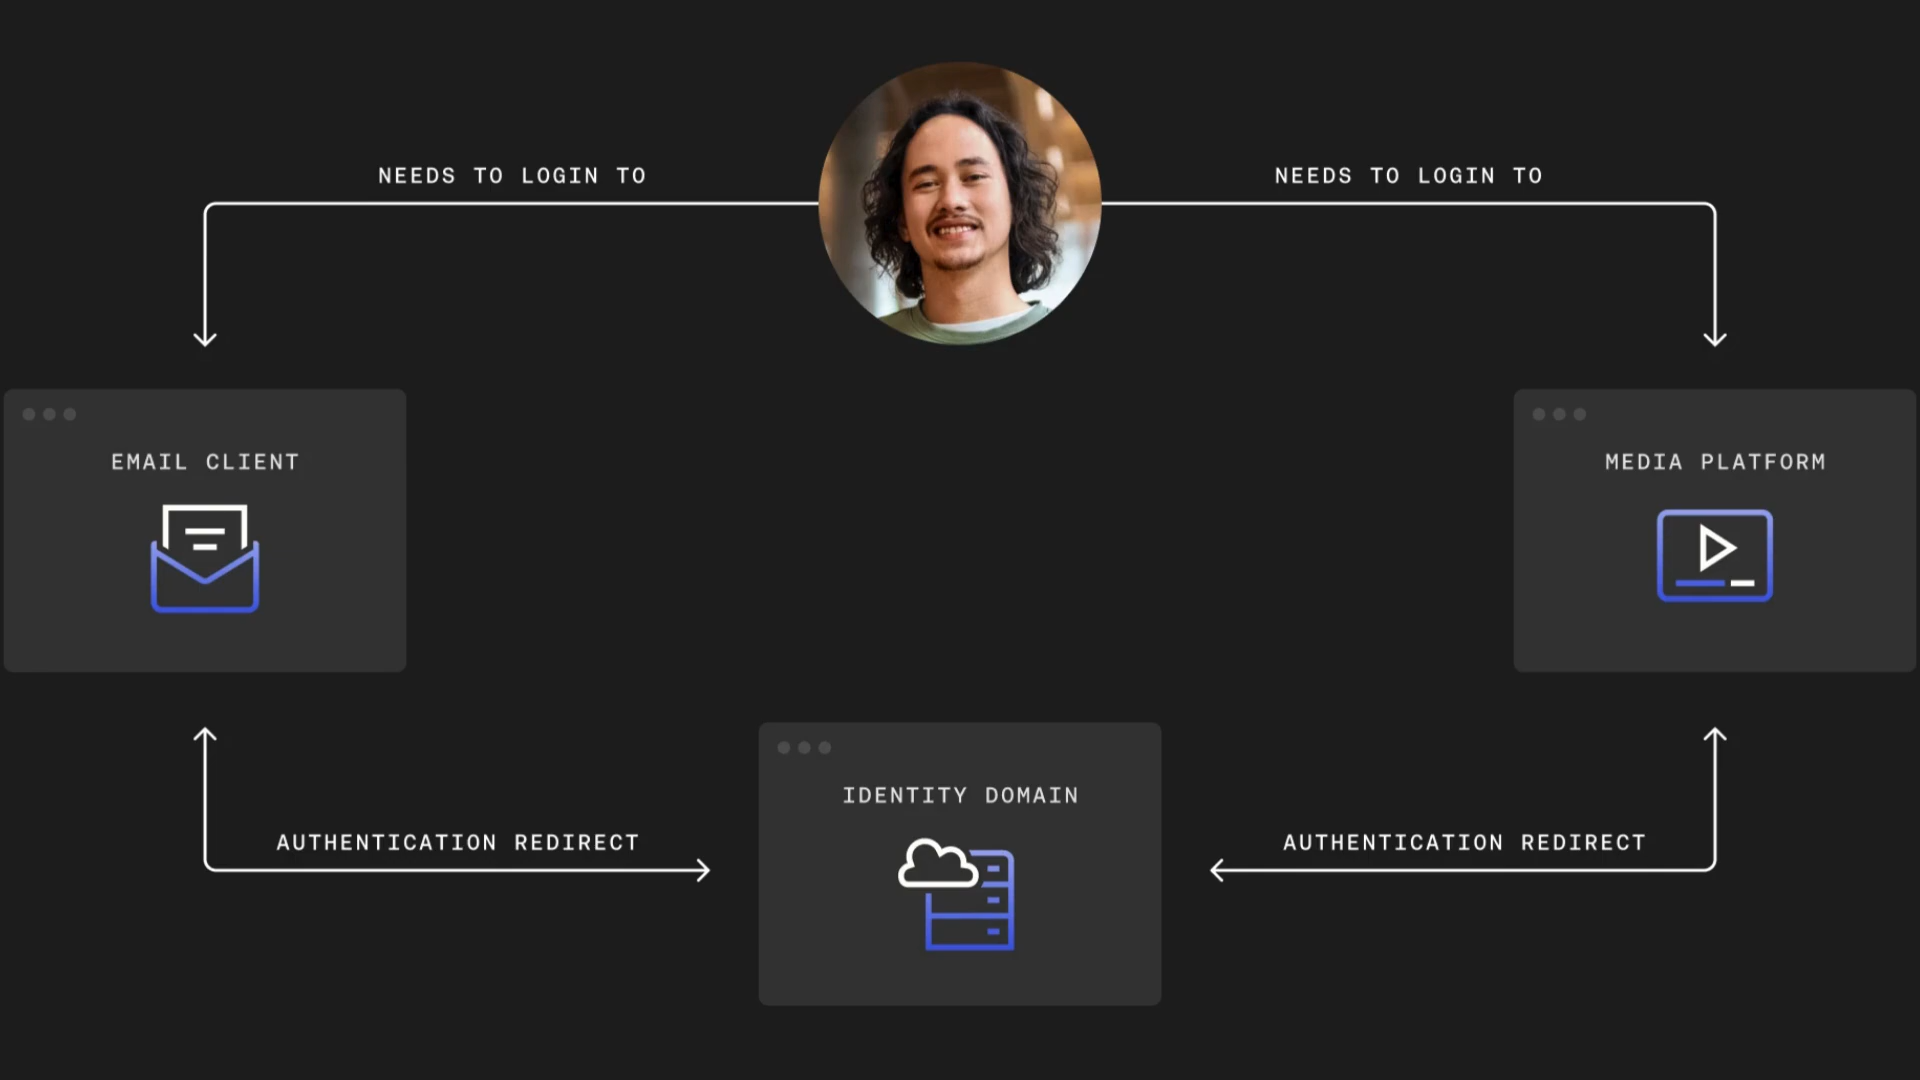 NEEDS TO LOGIN TO
NEEDS TO LOGIN TO
EMAIL CLIENT
MEDIA PLATFORM
IDENTITY DOMAIN
AUTHENTICATION REDIRECT
AUTHENTICATION REDIRECT